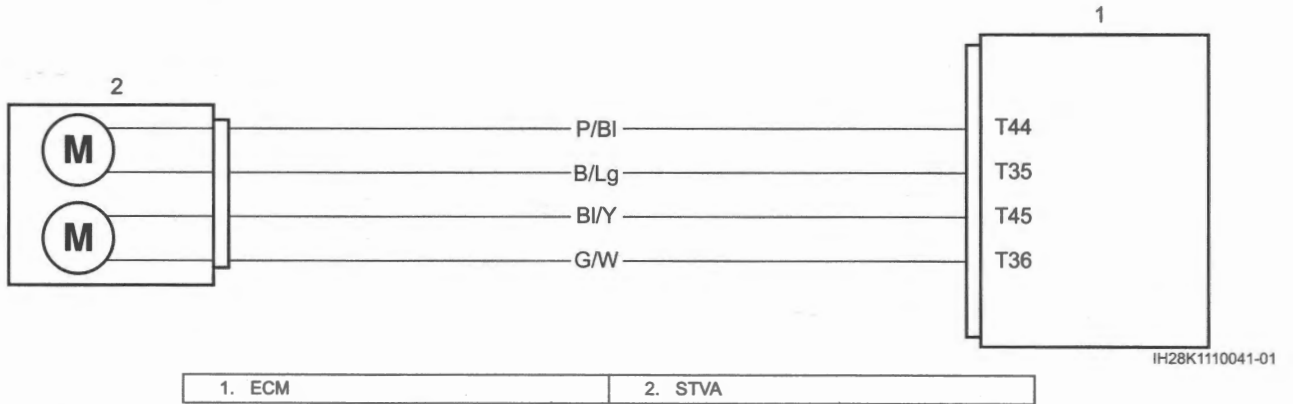 1
2
M
M
P/Bl
B/Lg
Bl/Y
G/W
T44
T35
T45
T36
IH28K1110041-01
1. ECM 2. STVA